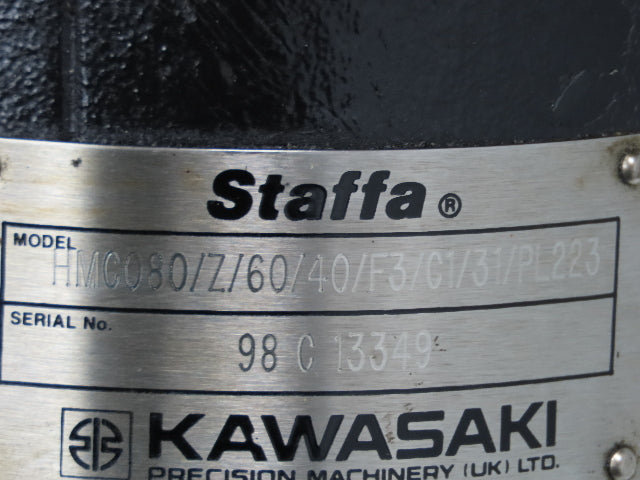 Staffa ®
MODEL
HMC080/Z/60/40/F3/C1/31/PL223
SERIAL No.
98 C 13349
KAWASAKI
PRECISION MACHINERY (UK) LTD.